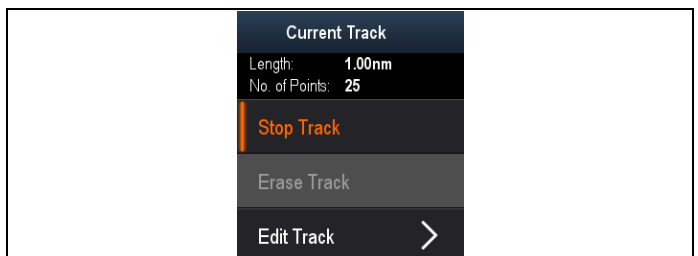 Current Track
Length: 1.00nm
No. of Points: 25
Stop Track
Erase Track
Edit Track